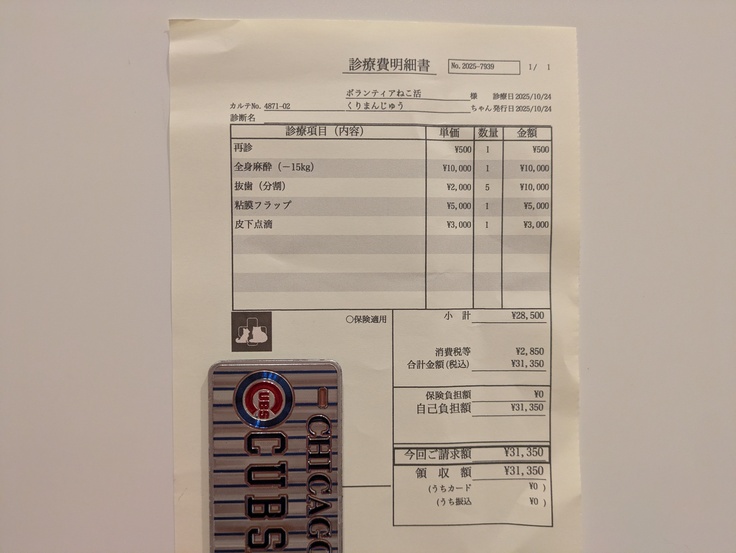 診療費明細書
No. 2025-7939
1/ 1
ボランティアねこ活 様 診療日 2025/10/24
カルテNo. 4871-02 くりまんじゅう ちゃん 発行日 2025/10/24
診断名
診療項目（内容） 単価 数量 金額
再診 ¥500 1 ¥500
全身麻酔（－15kg） ¥10,000 1 ¥10,000
抜歯（分割） ¥2,000 5 ¥10,000
粘膜フラップ ¥5,000 1 ¥5,000
皮下点滴 ¥3,000 1 ¥3,000
○保険適用
小 計 ¥28,500
消費税等 ¥2,850
合計金額(税込) ¥31,350
保険負担額 ¥0
自己負担額 ¥31,350
今回ご請求額 ¥31,350
領 収 額 ¥31,350
(うちカード ¥0 )
(うち振込 ¥0 )
CUBS
CHICAGO
CUBS